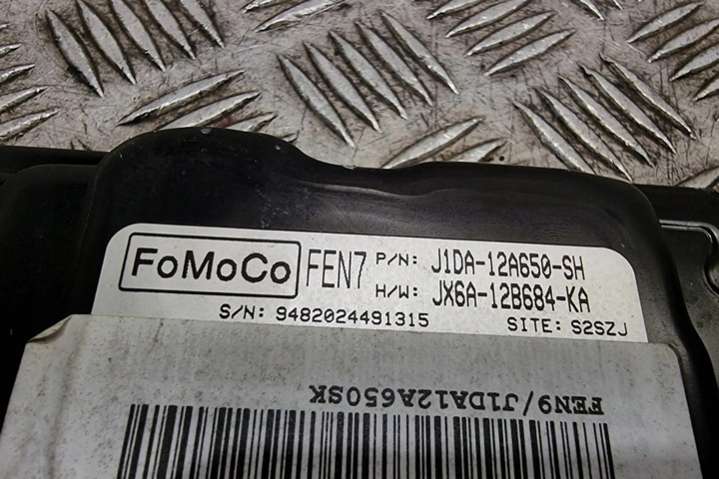 FoMoCo FEN7 P/N: J1DA-12A650-SH
H/W: JX6A-12B684-KA
S/N: 9482024491315 SITE: S2SZJ
FEN9/J1DA12A650SK